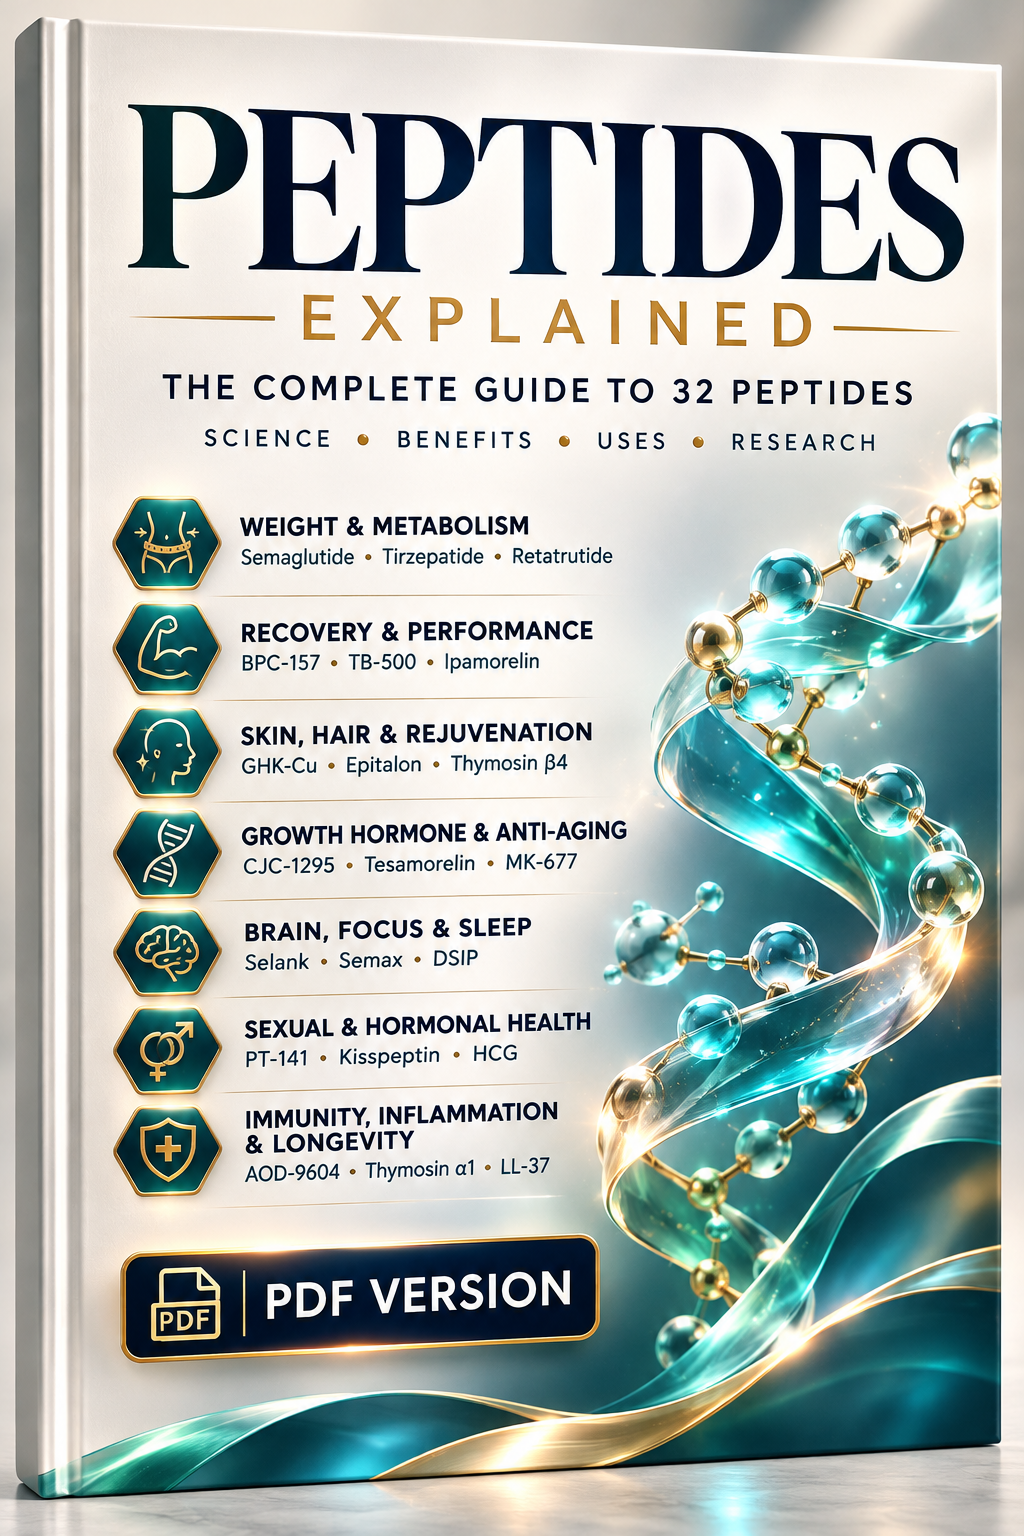 PEPTIDES
EXPLAINED
THE COMPLETE GUIDE TO 32 PEPTIDES
SCIENCE • BENEFITS • USES • RESEARCH
WEIGHT & METABOLISM
Semaglutide • Tirzepatide • Retatrutide
RECOVERY & PERFORMANCE
BPC-157 • TB-500 • Ipamorelin
SKIN, HAIR & REJUVENATION
GHK-Cu • Epitalon • Thymosin β4
GROWTH HORMONE & ANTI-AGING
CJC-1295 • Tesamorelin • MK-677
BRAIN, FOCUS & SLEEP
Selank • Semax • DSIP
SEXUAL & HORMONAL HEALTH
PT-141 • Kisspeptin • HCG
IMMUNITY, INFLAMMATION
& LONGEVITY
AOD-9604 • Thymosin α1 • LL-37
PDF
PDF VERSION